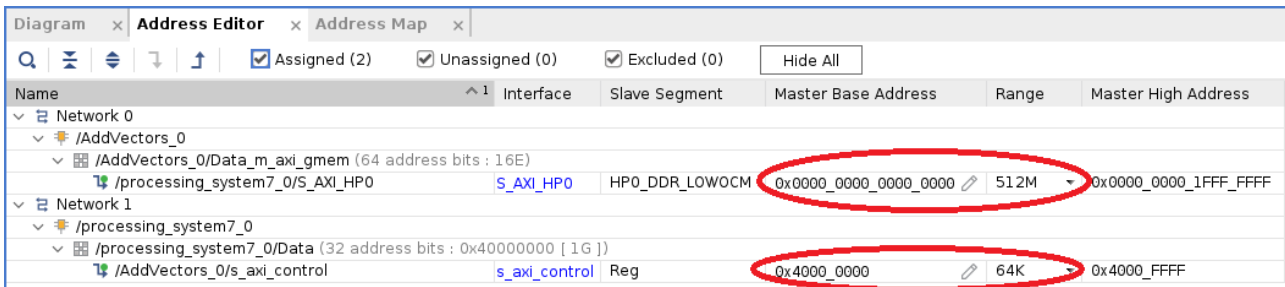 Diagram x Address Editor x Address Map x
Assigned (2) Unassigned (0) Excluded (0) Hide All
Name ^1 Interface Slave Segment Master Base Address Range Master High Address
Network 0
/AddVectors_0
/AddVectors_0/Data_m_axi_gmem (64 address bits : 16E)
/processing_system7_0/S_AXI_HP0 S_AXI_HP0 HP0_DDR_LOWOCM 0x0000_0000_0000_0000 512M 0x0000_0000_1FFF_FFFF
Network 1
/processing_system7_0
/processing_system7_0/Data (32 address bits : 0x40000000 [ 1G ])
/AddVectors_0/s_axi_control s_axi_control Reg 0x4000_0000 64K 0x4000_FFFF